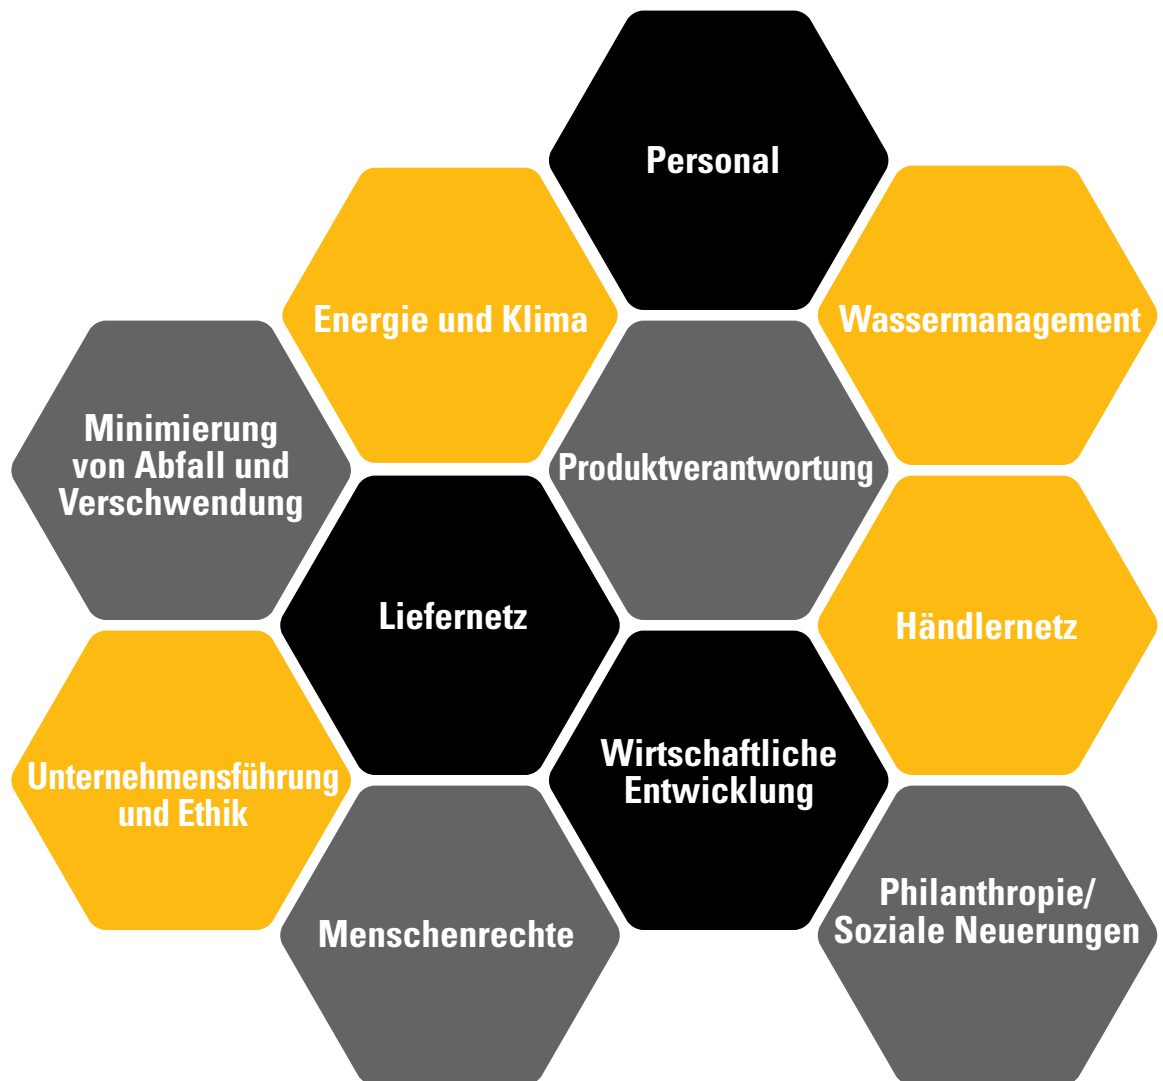 Personal
Energie und Klima
Wassermanagement
Minimierung
von Abfall und
Verschwendung
Produktverantwortung
Liefernetz
Händlernetz
Unternehmensführung
und Ethik
Wirtschaftliche
Entwicklung
Menschenrechte
Philanthropie/
Soziale Neuerungen